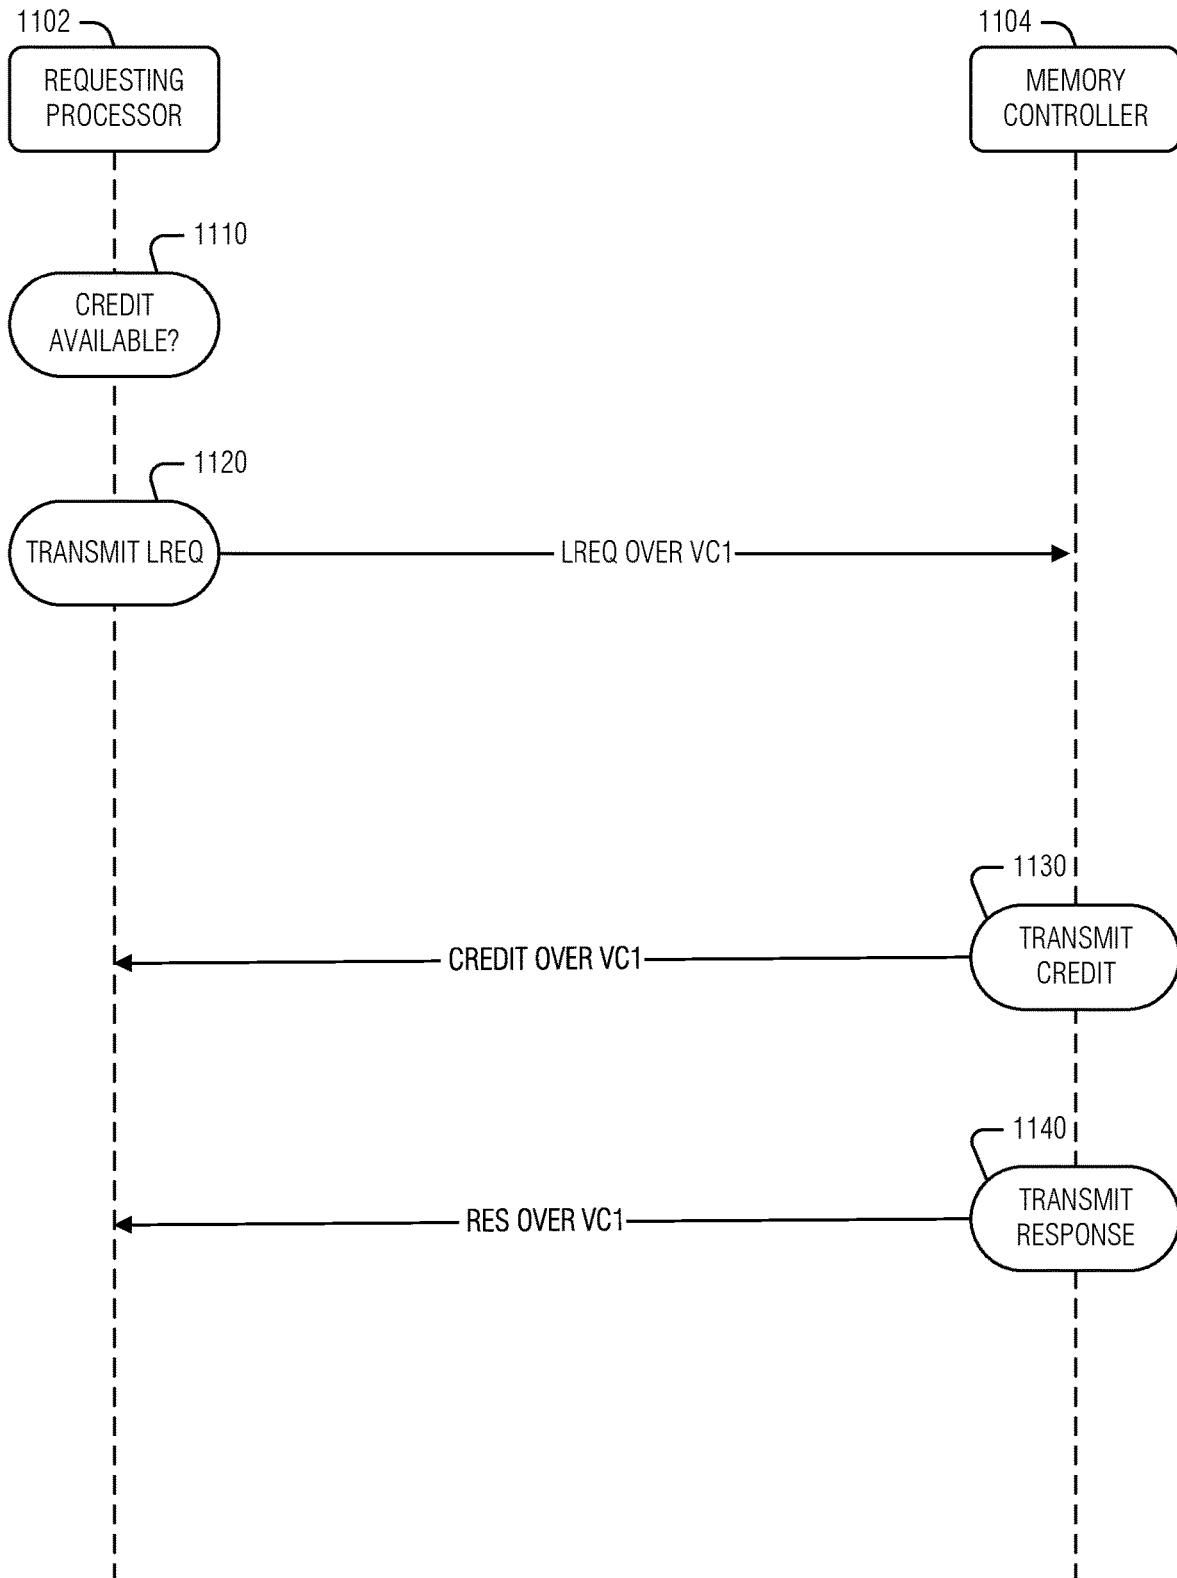 1102
REQUESTING
PROCESSOR
1104
MEMORY
CONTROLLER
1110
CREDIT
AVAILABLE?
1120
TRANSMIT LREQ
LREQ OVER VC1
1130
TRANSMIT
CREDIT
CREDIT OVER VC1
1140
TRANSMIT
RESPONSE
RES OVER VC1